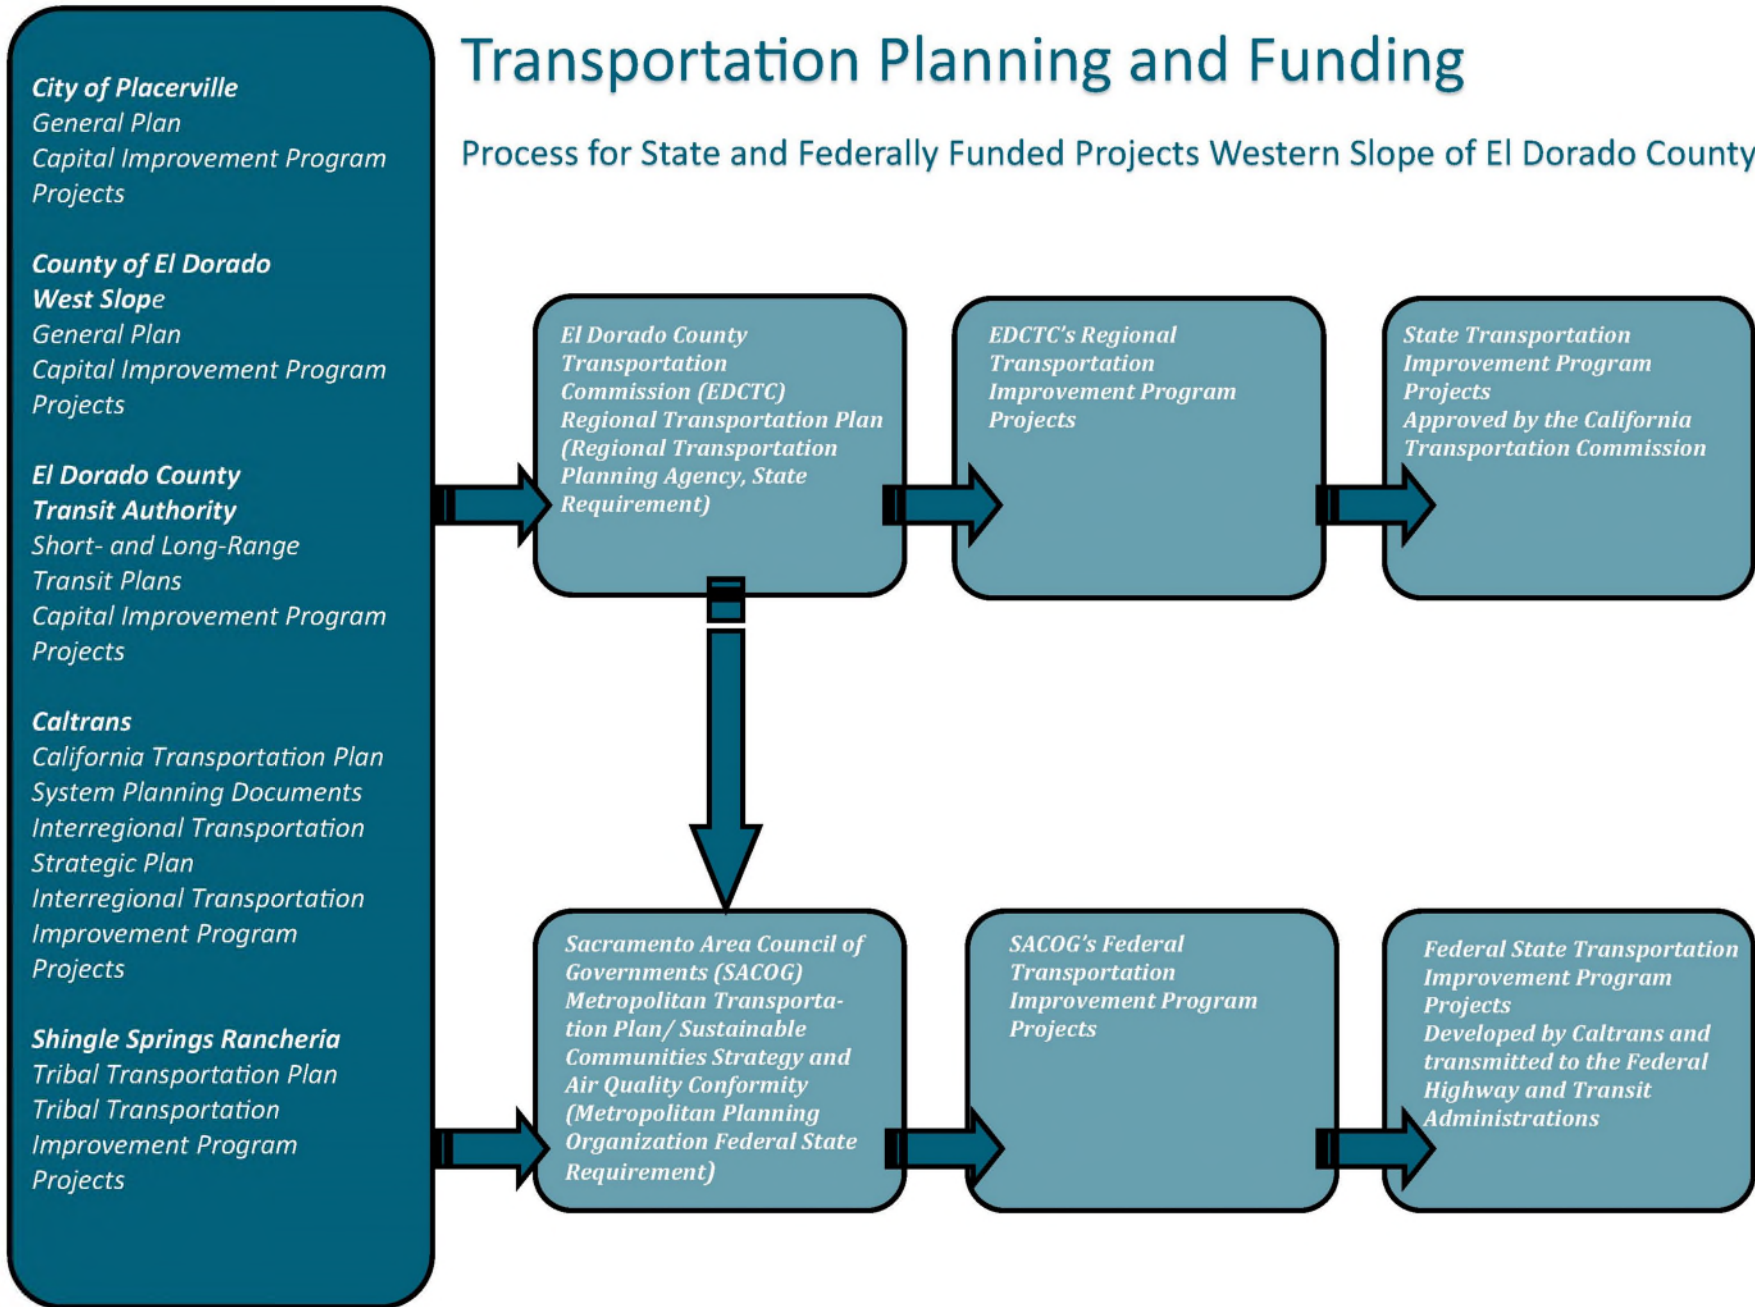 Transportation Planning and Funding
Process for State and Federally Funded Projects Western Slope of El Dorado County
City of Placerville
General Plan
Capital Improvement Program
Projects
County of El Dorado
West Slope
General Plan
Capital Improvement Program
Projects
El Dorado County
Transit Authority
Short- and Long-Range
Transit Plans
Capital Improvement Program
Projects
Caltrans
California Transportation Plan
System Planning Documents
Interregional Transportation
Strategic Plan
Interregional Transportation
Improvement Program
Projects
Shingle Springs Rancheria
Tribal Transportation Plan
Tribal Transportation
Improvement Program
Projects
El Dorado County
Transportation
Commission (EDCTC)
Regional Transportation Plan
(Regional Transportation
Planning Agency, State
Requirement)
EDCTC's Regional
Transportation
Improvement Program
Projects
State Transportation
Improvement Program
Projects
Approved by the California
Transportation Commission
Sacramento Area Council of
Governments (SACOG)
Metropolitan Transporta-
tion Plan/ Sustainable
Communities Strategy and
Air Quality Conformity
(Metropolitan Planning
Organization Federal State
Requirement)
SACOG's Federal
Transportation
Improvement Program
Projects
Federal State Transportation
Improvement Program
Projects
Developed by Caltrans and
transmitted to the Federal
Highway and Transit
Administrations